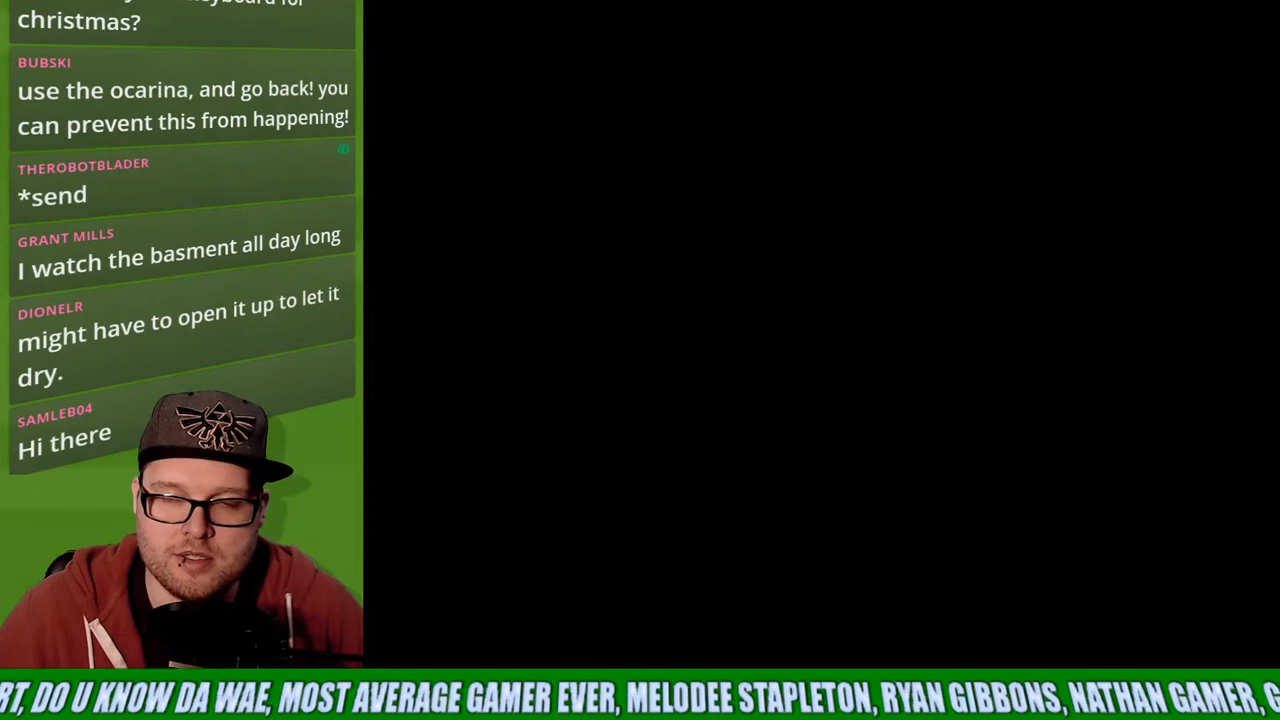 christmas?
BUBSKI
use the ocarina, and go back! you
can prevent this from happening!
THEROBOTBLADER
*send
GRANT MILLS
I watch the basment all day long
DIONELR
might have to open it up to let it
dry.
SAMLEB04
Hi there
DO U KNOW DA WAE, MOST AVERAGE GAMER EVER, MELODEE STAPLETON, RYAN GIBBONS, NATHAN GAMER,